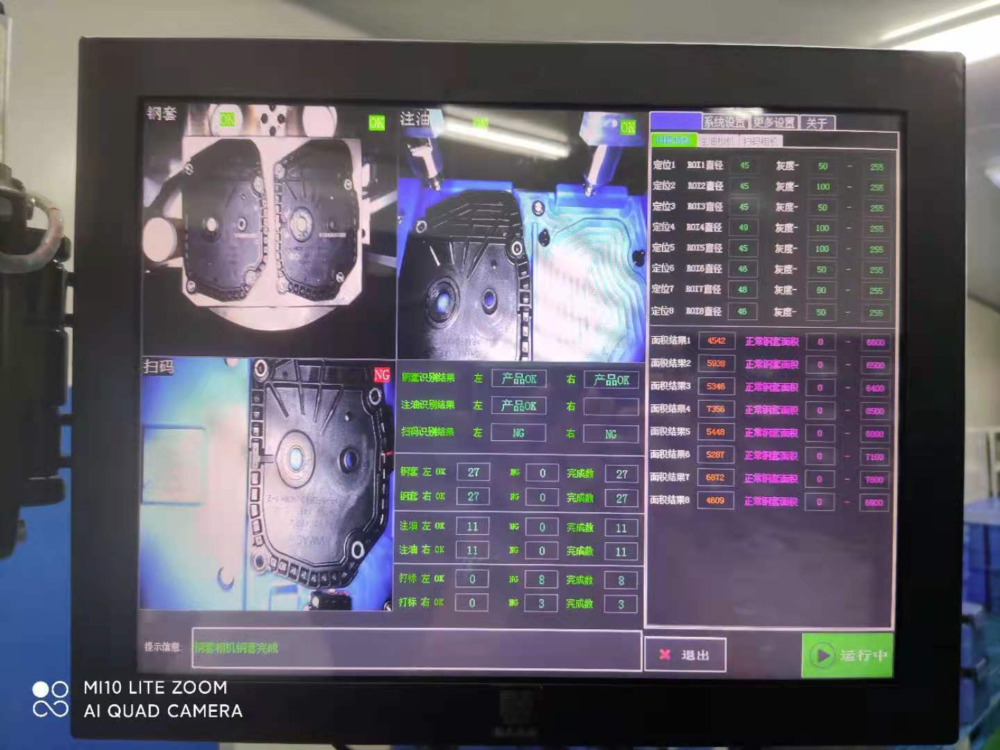 钢套 OK OK
注油 OK OK
系统设置 更多设置 关于
钢套相机 注油相机 扫码相机
定位1 ROI1直径 45 灰度- 50 - 255
定位2 ROI2直径 45 灰度- 100 - 255
定位3 ROI3直径 45 灰度- 50 - 255
定位4 ROI4直径 49 灰度- 100 - 255
定位5 ROI5直径 45 灰度- 100 - 255
定位6 ROI6直径 46 灰度- 50 - 255
定位7 ROI7直径 48 灰度- 80 - 255
定位8 ROI8直径 46 灰度- 50 - 255
面积结果1 4542 正常钢套面积 0 - 6600
面积结果2 5938 正常钢套面积 0 - 6500
面积结果3 5346 正常钢套面积 0 - 6400
面积结果4 7356 正常钢套面积 0 - 8500
面积结果5 5448 正常钢套面积 0 - 6000
面积结果6 5287 正常钢套面积 0 - 7100
面积结果7 6872 正常钢套面积 0 - 7800
面积结果8 4609 正常钢套面积 0 - 6900
扫码 NG
钢套识别结果 左 产品OK 右 产品OK
注油识别结果 左 产品OK 右
扫码识别结果 左 NG 右 NG
钢套 左 OK 27 NG 0 完成数 27
钢套 右 OK 27 NG 0 完成数 27
注油 左 OK 11 NG 0 完成数 11
注油 右 OK 11 NG 0 完成数 11
打标 左 OK 0 NG 8 完成数 8
打标 右 OK 0 NG 3 完成数 3
提示信息: 钢套相机钢套完成
退出
运行中
MI10 LITE ZOOM
AI QUAD CAMERA